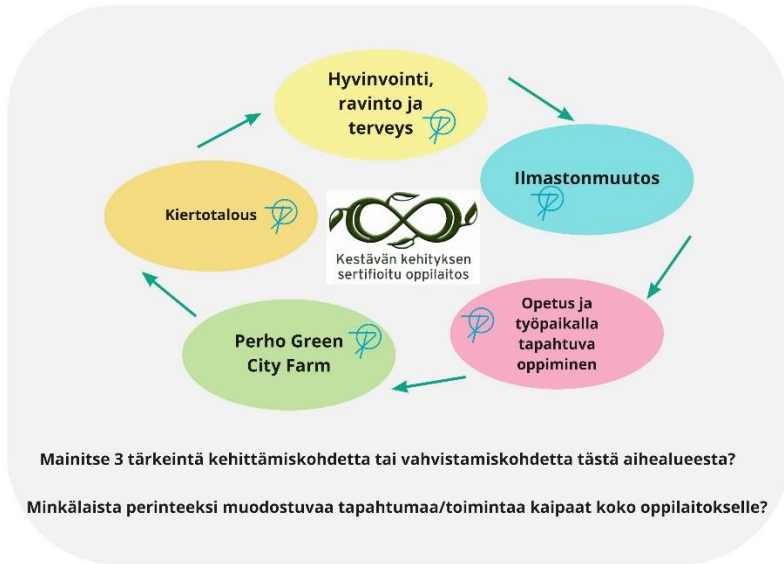 Hyvinvointi,
ravinto ja
terveys
Ilmastonmuutos
Opetus ja
työpaikalla
tapahtuva
oppiminen
Perho Green
City Farm
Kiertotalous
Kestävän kehityksen
sertifioitu oppilaitos
Mainitse 3 tärkeintä kehittämiskohdetta tai vahvistamiskohdetta tästä aihealueesta?
Minkälaista perinteeksi muodostuvaa tapahtumaa/toimintaa kaipaat koko oppilaitokselle?